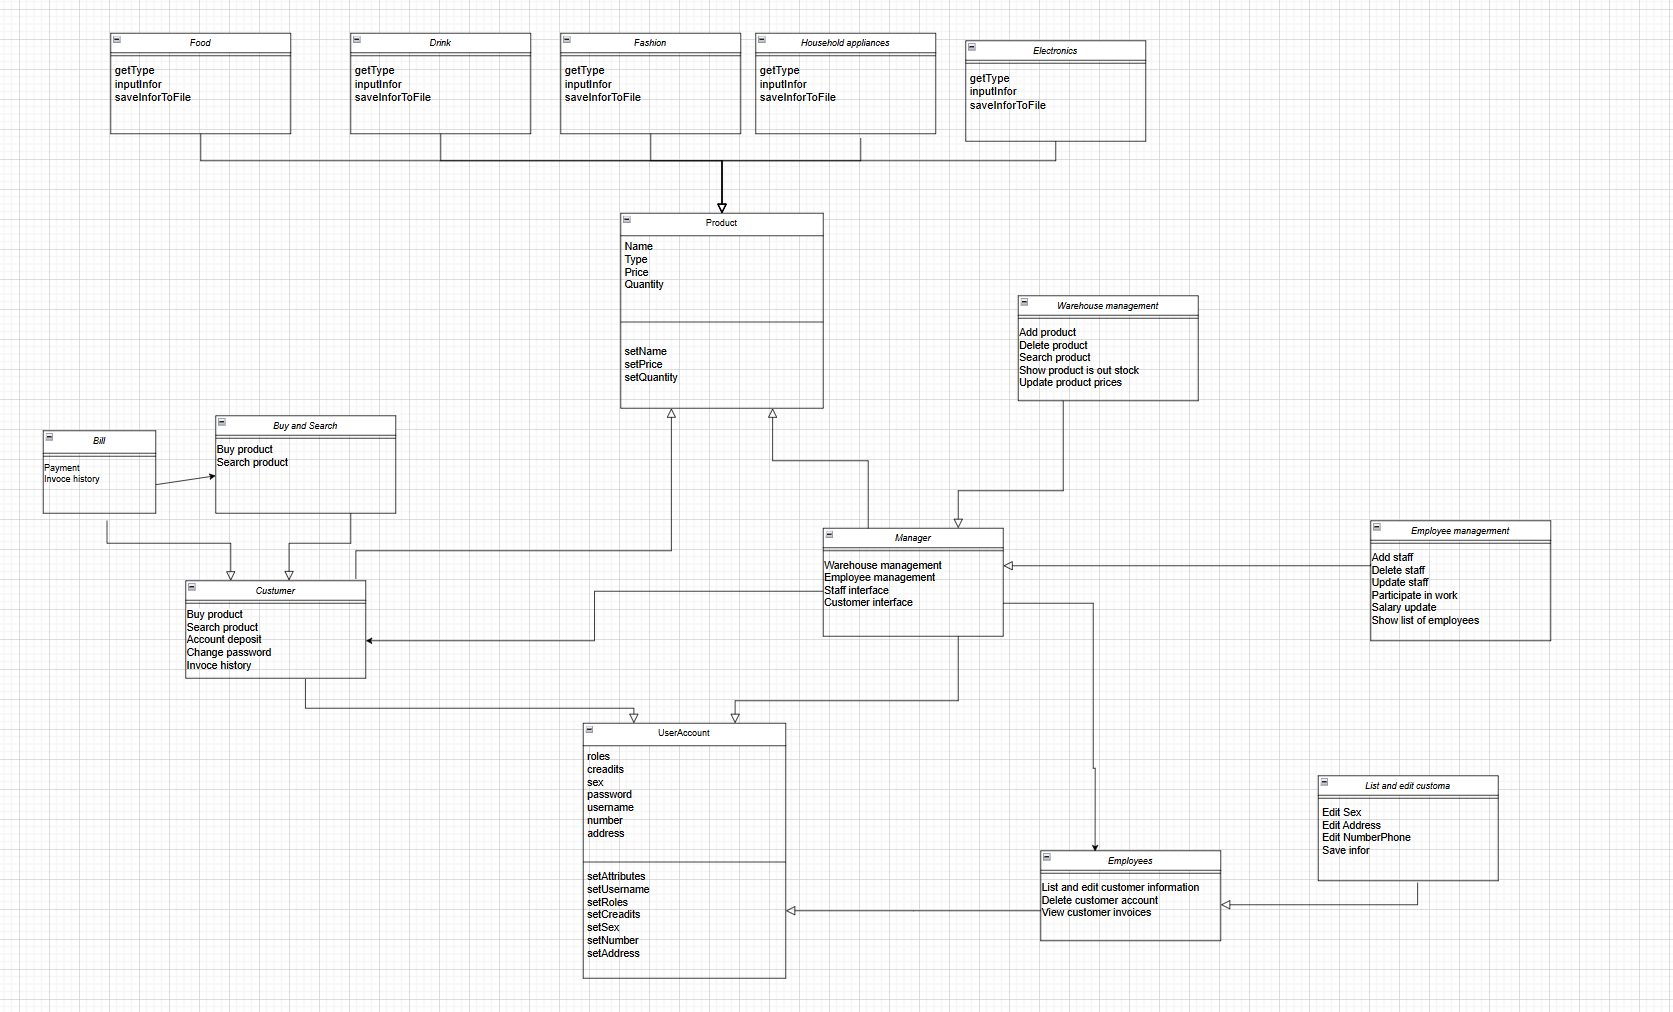 Food
getType
inputInfor
saveInforToFile
Drink
getType
inputInfor
saveInforToFile
Fashion
getType
inputInfor
saveInforToFile
Household appliances
getType
inputInfor
saveInforToFile
Electronics
getType
inputInfor
saveInforToFile
Product
Name
Type
Price
Quantity
setName
setPrice
setQuantity
Warehouse management
Add product
Delete product
Search product
Show product is out stock
Update product prices
Bill
Payment
Invoce history
Buy and Search
Buy product
Search product
Custumer
Buy product
Search product
Account deposit
Change password
Invoce history
Manager
Warehouse management
Employee management
Staff interface
Customer interface
Employee managerment
Add staff
Delete staff
Update staff
Participate in work
Salary update
Show list of employees
UserAccount
roles
creadits
sex
password
username
number
address
setAttributes
setUsername
setRoles
setCreadits
setSex
setNumber
setAddress
Employees
List and edit customer information
Delete customer account
View customer invoices
List and edit customa
Edit Sex
Edit Address
Edit NumberPhone
Save infor